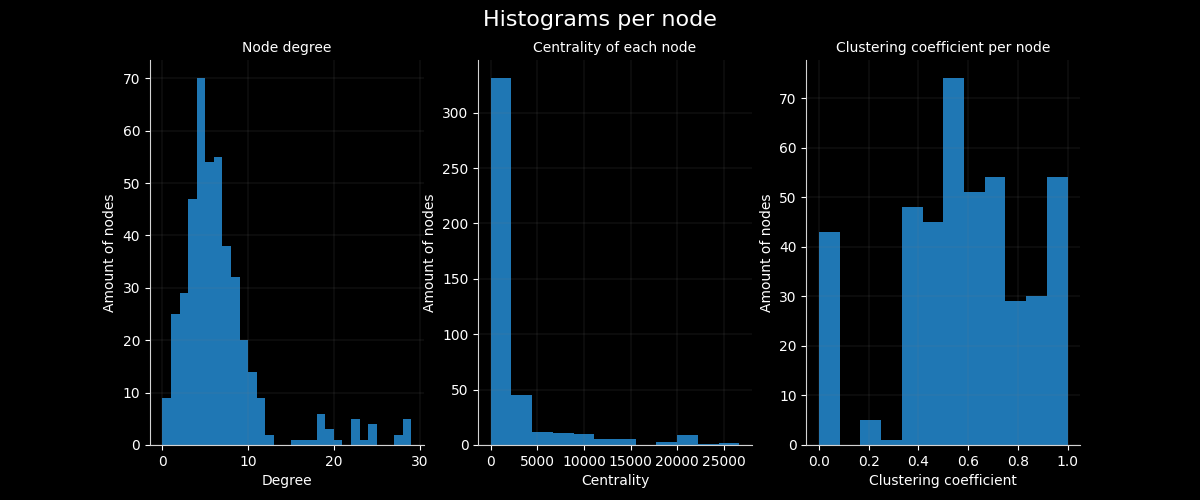 Histograms per node
Node degree
Amount of nodes
70
60
50
40
30
20
10
0
0 10 20 30
Degree
Centrality of each node
Amount of nodes
300
250
200
150
100
50
0
0 5000 10000 15000 20000 25000
Centrality
Clustering coefficient per node
Amount of nodes
70
60
50
40
30
20
10
0
0.0 0.2 0.4 0.6 0.8 1.0
Clustering coefficient